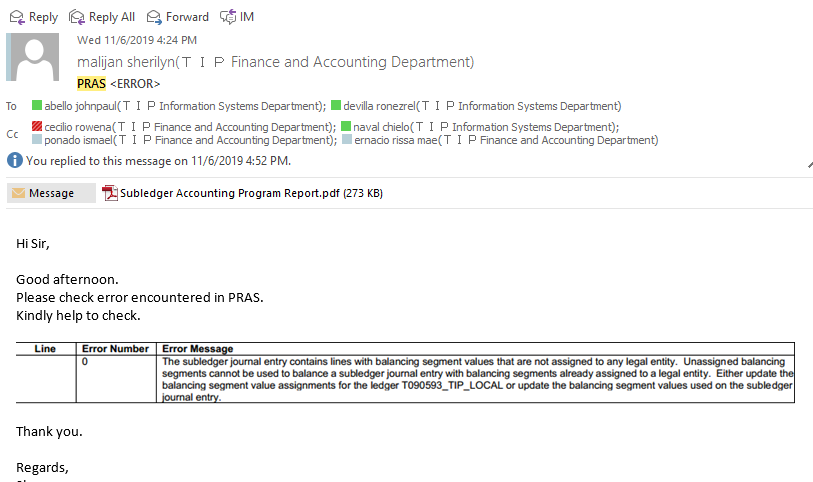 Reply Reply All Forward IM
Wed 11/6/2019 4:24 PM
malijan sherilyn(Ｔ Ｉ Ｐ Finance and Accounting Department)
PRAS <ERROR>
To abello johnpaul(Ｔ Ｉ Ｐ Information Systems Department); devilla ronezrel(Ｔ Ｉ Ｐ Information Systems Department)
Cc cecilio rowena(Ｔ Ｉ Ｐ Finance and Accounting Department); naval chielo(Ｔ Ｉ Ｐ Information Systems Department);
ponado ismael(Ｔ Ｉ Ｐ Finance and Accounting Department); ernacio rissa mae(Ｔ Ｉ Ｐ Finance and Accounting Department)
You replied to this message on 11/6/2019 4:52 PM.
Message Subledger Accounting Program Report.pdf (273 KB)
Hi Sir,
Good afternoon.
Please check error encountered in PRAS.
Kindly help to check.
Line Error Number Error Message
0 The subledger journal entry contains lines with balancing segment values that are not assigned to any legal entity. Unassigned balancing
segments cannot be used to balance a subledger journal entry with balancing segments already assigned to a legal entity. Either update the
balancing segment value assignments for the ledger T090593_TIP_LOCAL or update the balancing segment values used on the subledger
journal entry.
Thank you.
Regards,